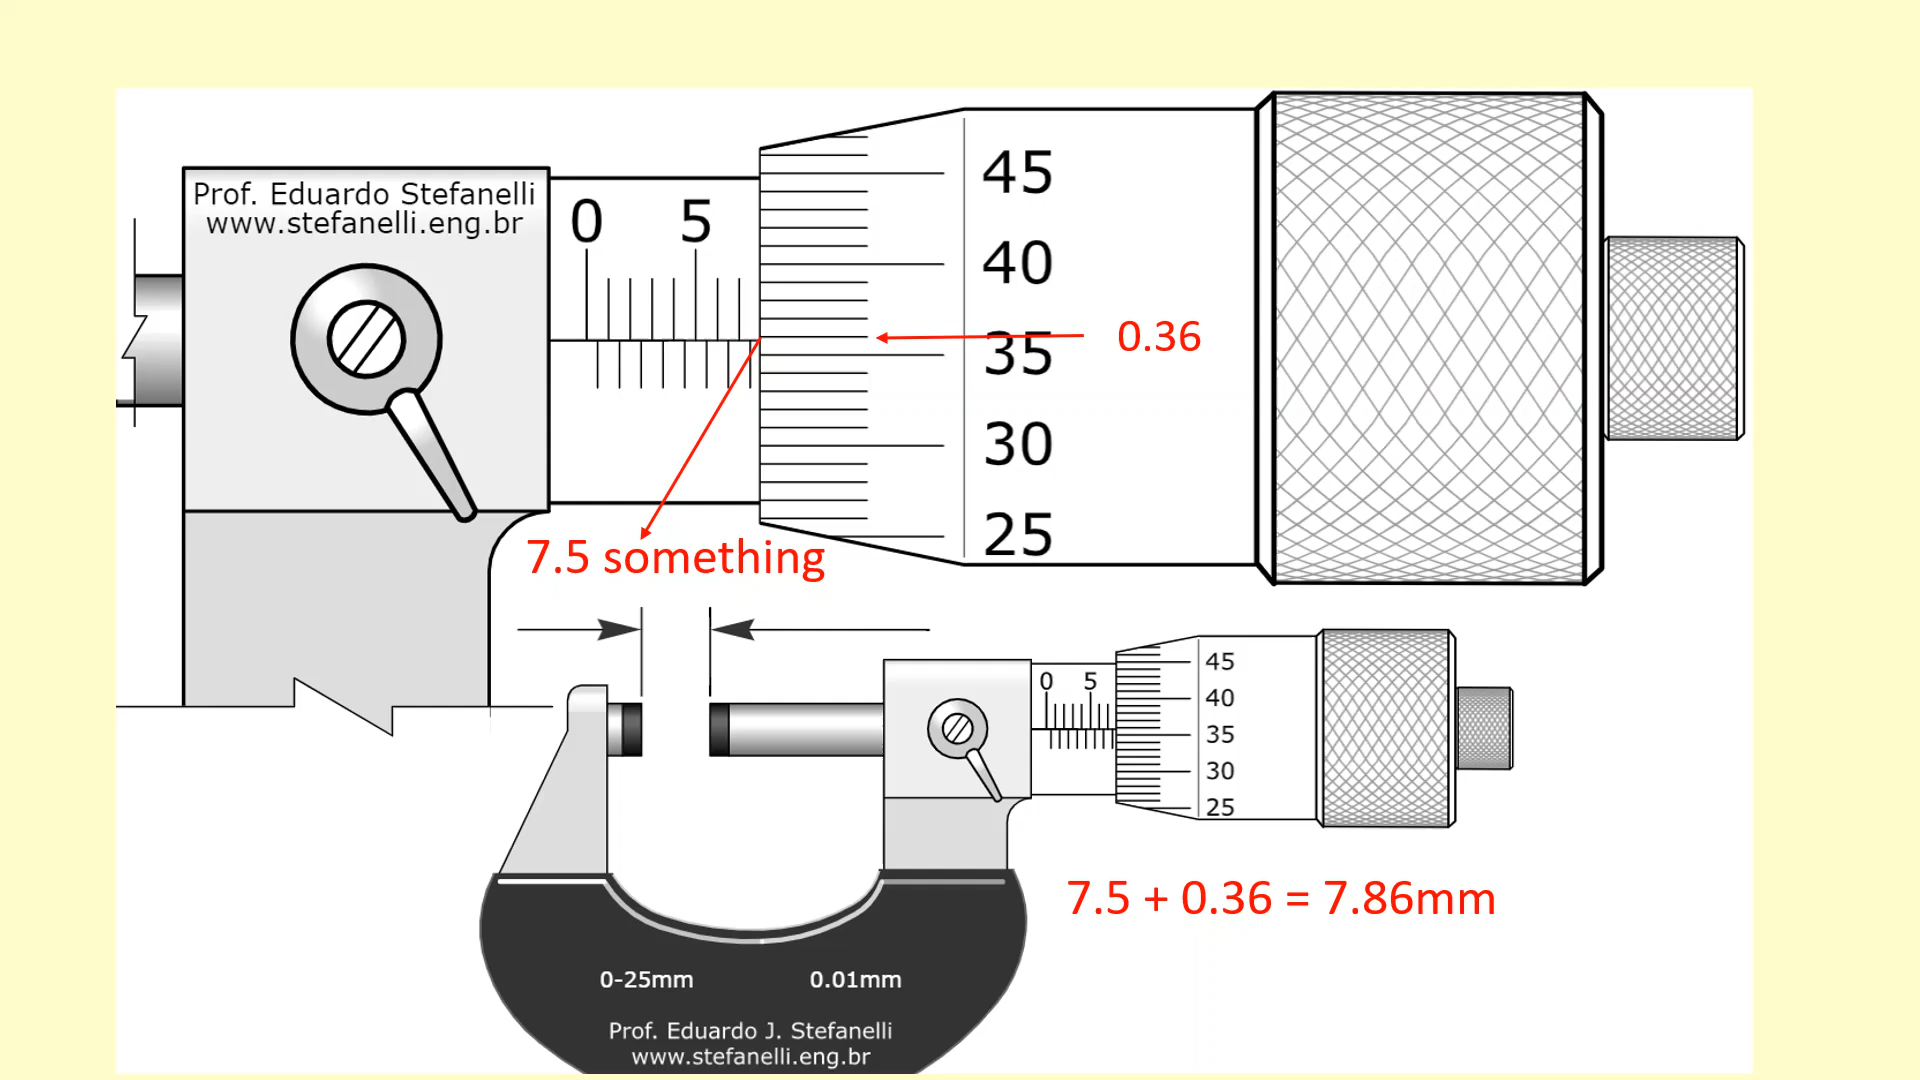 Prof. Eduardo Stefanelli
www.stefanelli.eng.br
0 5
45
40
35
30
25
0.36
7.5 something
0 5
45
40
35
30
25
7.5 + 0.36 = 7.86mm
0-25mm 0.01mm
Prof. Eduardo J. Stefanelli
www.stefanelli.eng.br